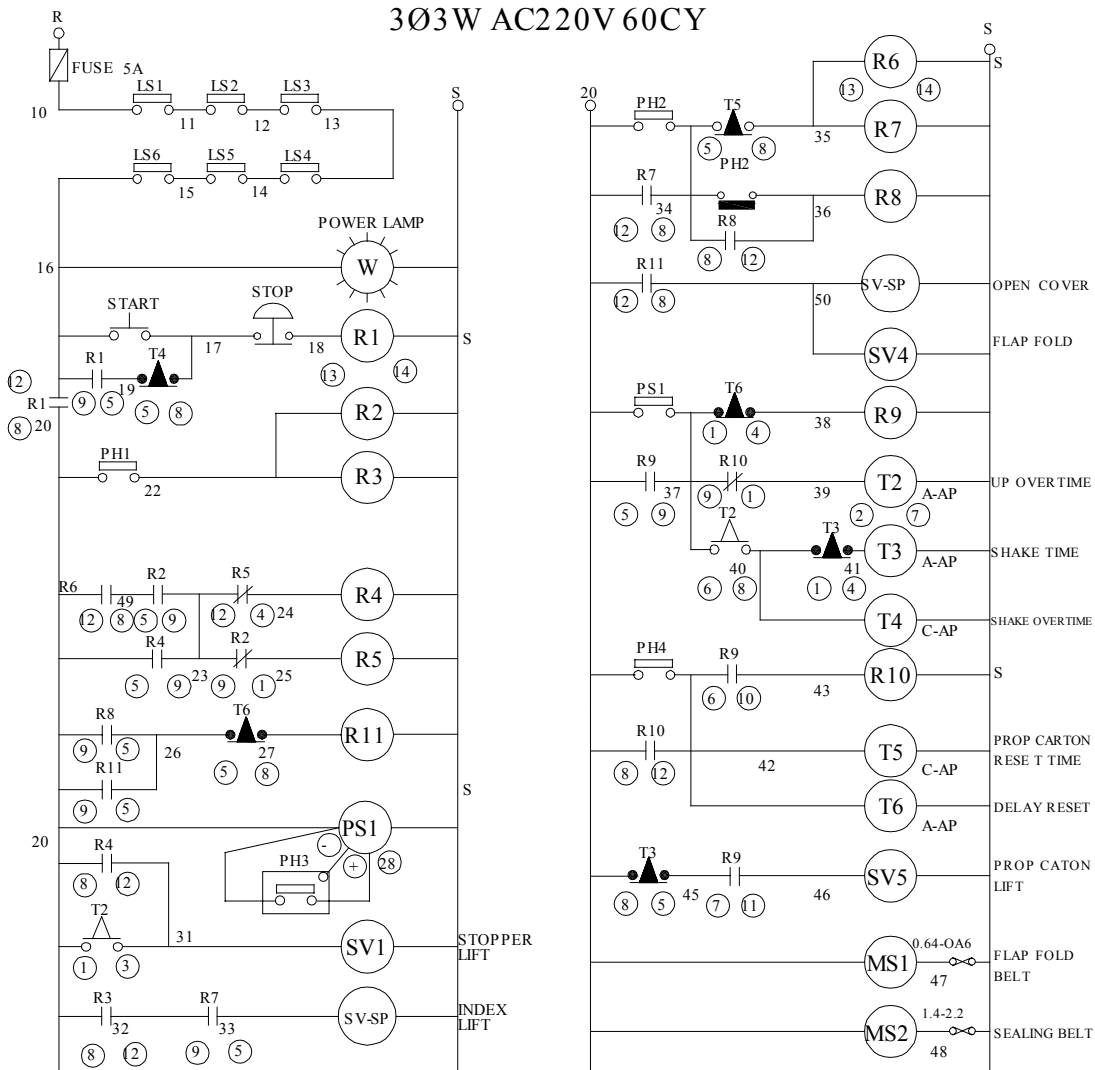 3Ø3W AC220V 60CY
R
FUSE 5A
10
LS1 LS2 LS3
11 12 13
LS6 LS5 LS4
15 14
S
POWER LAMP
16
W
START STOP
17 18
R1
S
13 14
12
R1 T4
19
9 5 5 8
R1
8 20
R2
PH1
22
R3
R6 R2 R5
49 24
12 8 5 9 12 4
R4
R4 R2
23 25
5 9 9 1
R5
R8 T6
9 5 26 27
5 8
R11
R11
9 5
S
20
PS1
- + 28
PH3
R4
8 12
T2
31
1 3
SV1
STOPPER
LIFT
R3 R7
32 33
8 12 9 5
SV-SP
INDEX
LIFT
S
20
R6
S
13 14
PH2 T5
35
5 8
R7
PH2
R7
34
12 8
36
R8
R8
8 12
R11
12 8
50
SV-SP
OPEN COVER
SV4
FLAP FOLD
PS1 T6
38
1 4
R9
R9 R10
37 39
5 9 9 1
T2
A-AP
UP OVERTIME
2 7
T2 T3
40 41
6 8 1 4
T3
A-AP
SHAKE TIME
T4
C-AP
SHAKE OVERTIME
PH4 R9
43
6 10
R10
S
R10
42
8 12
T5
C-AP
PROP CARTON
RESET TIME
T6
A-AP
DELAY RESET
T3 R9
45 46
8 5 7 11
SV5
PROP CATON
LIFT
MS1
0.64-OA6
47
FLAP FOLD
BELT
MS2
1.4-2.2
48
SEALING BELT